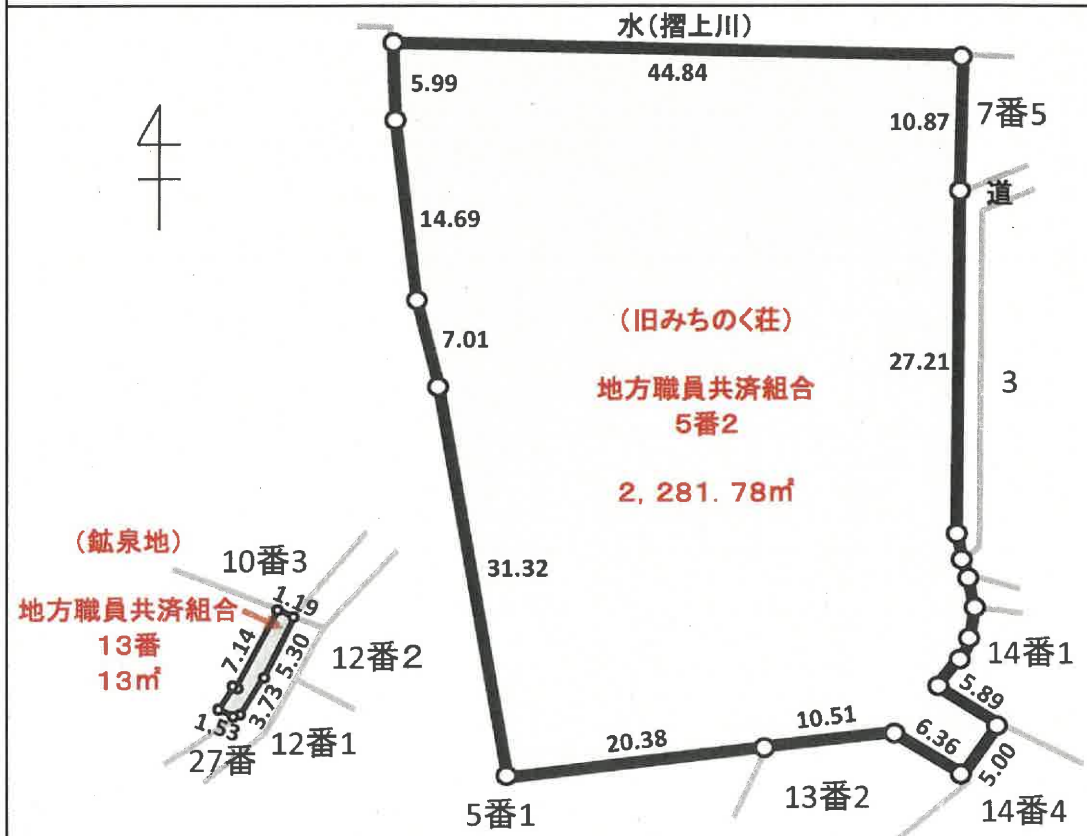 水(摺上川)
44.84
5.99
10.87
7番5
道
14.69
7.01
(旧みちのく荘)
地方職員共済組合
5番2
2,281.78㎡
27.21
3
31.32
(鉱泉地)
10番3
地方職員共済組合
13番
13㎡
1.19
7.14
5.30
3.73
1.53
12番2
12番1
27番
14番1
5.89
10.51
6.36
5.00
20.38
5番1
13番2
14番4